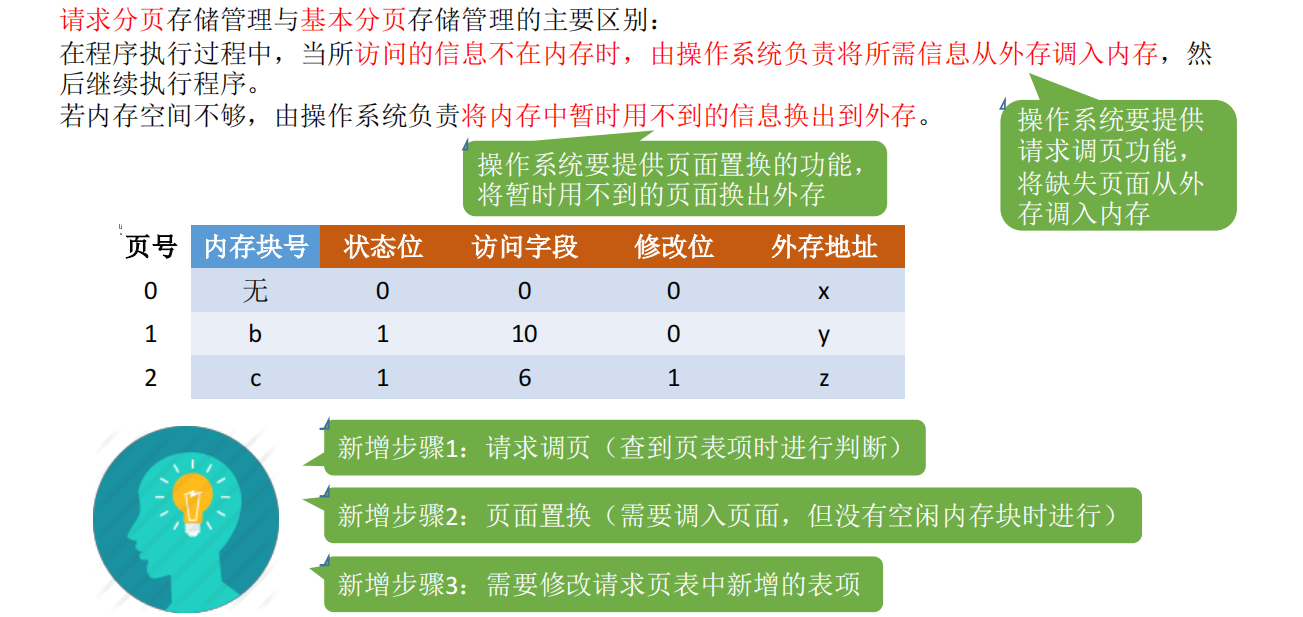 请求分页存储管理与基本分页存储管理的主要区别：
在程序执行过程中，当所访问的信息不在内存时，由操作系统负责将所需信息从外存调入内存，然
后继续执行程序。
若内存空间不够，由操作系统负责将内存中暂时用不到的信息换出到外存。
操作系统要提供
请求调页功能，
将缺失页面从外
存调入内存
操作系统要提供页面置换的功能，
将暂时用不到的页面换出外存
页号 内存块号 状态位 访问字段 修改位 外存地址
0 无 0 0 0 x
1 b 1 10 0 y
2 c 1 6 1 z
新增步骤1：请求调页（查到页表项时进行判断）
新增步骤2：页面置换（需要调入页面，但没有空闲内存块时进行）
新增步骤3：需要修改请求页表中新增的表项